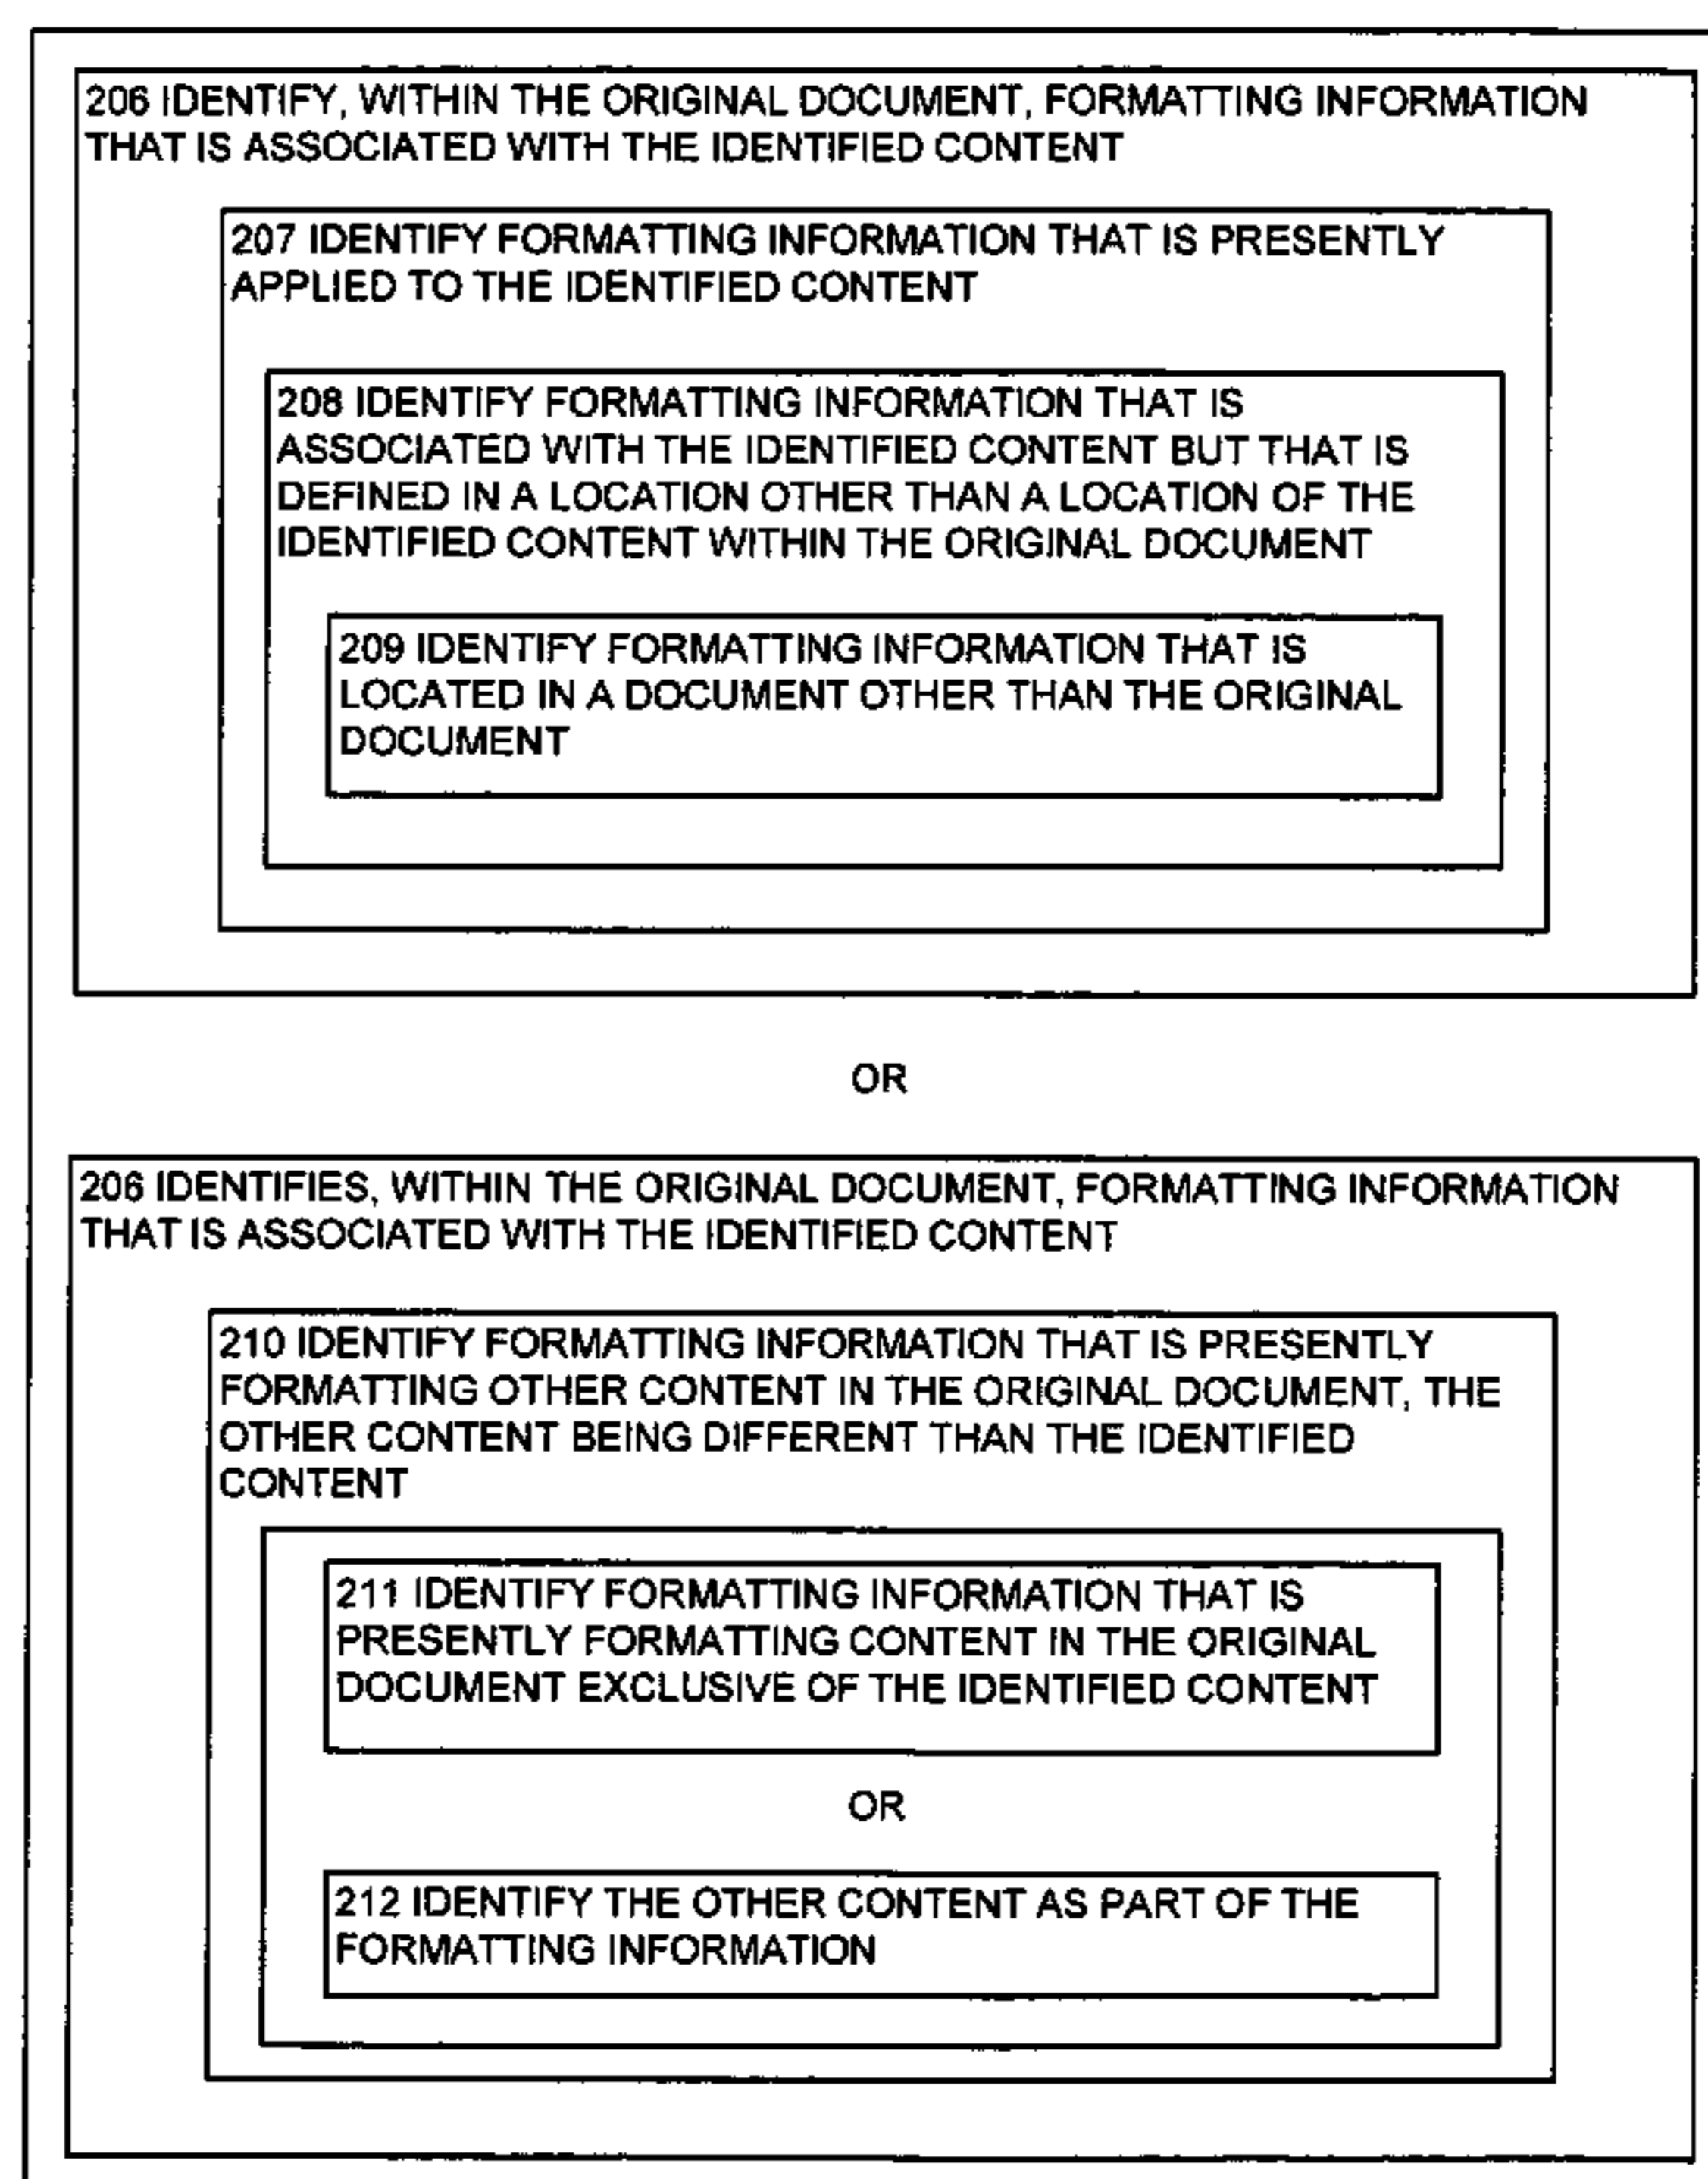 206 IDENTIFY, WITHIN THE ORIGINAL DOCUMENT, FORMATTING INFORMATION
THAT IS ASSOCIATED WITH THE IDENTIFIED CONTENT
207 IDENTIFY FORMATTING INFORMATION THAT IS PRESENTLY
APPLIED TO THE IDENTIFIED CONTENT
208 IDENTIFY FORMATTING INFORMATION THAT IS
ASSOCIATED WITH THE IDENTIFIED CONTENT BUT THAT IS
DEFINED IN A LOCATION OTHER THAN A LOCATION OF THE
IDENTIFIED CONTENT WITHIN THE ORIGINAL DOCUMENT
209 IDENTIFY FORMATTING INFORMATION THAT IS
LOCATED IN A DOCUMENT OTHER THAN THE ORIGINAL
DOCUMENT
OR
206 IDENTIFIES, WITHIN THE ORIGINAL DOCUMENT, FORMATTING INFORMATION
THAT IS ASSOCIATED WITH THE IDENTIFIED CONTENT
210 IDENTIFY FORMATTING INFORMATION THAT IS PRESENTLY
FORMATTING OTHER CONTENT IN THE ORIGINAL DOCUMENT, THE
OTHER CONTENT BEING DIFFERENT THAN THE IDENTIFIED
CONTENT
211 IDENTIFY FORMATTING INFORMATION THAT IS
PRESENTLY FORMATTING CONTENT IN THE ORIGINAL
DOCUMENT EXCLUSIVE OF THE IDENTIFIED CONTENT
OR
212 IDENTIFY THE OTHER CONTENT AS PART OF THE
FORMATTING INFORMATION